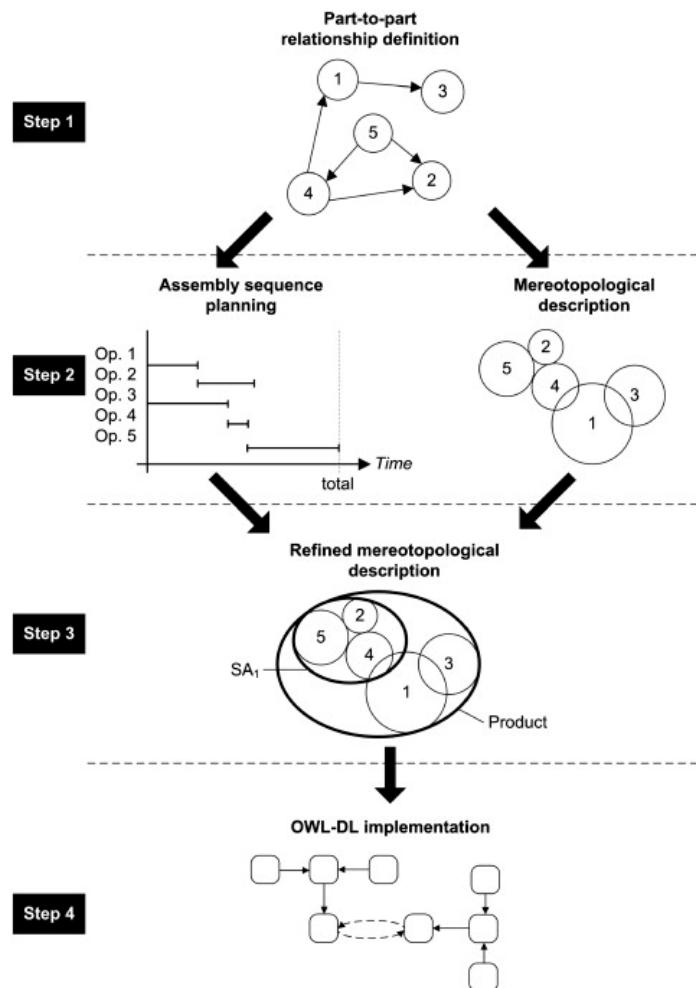 Part-to-part
relationship definition
Step 1
1
3
5
2
4
Assembly sequence
planning
Mereotopological
description
Step 2
Op. 1
Op. 2
Op. 3
Op. 4
Op. 5
Time
total
2
5
4
3
1
Refined mereotopological
description
Step 3
2
5
4
3
1
SA₁
Product
OWL-DL implementation
Step 4